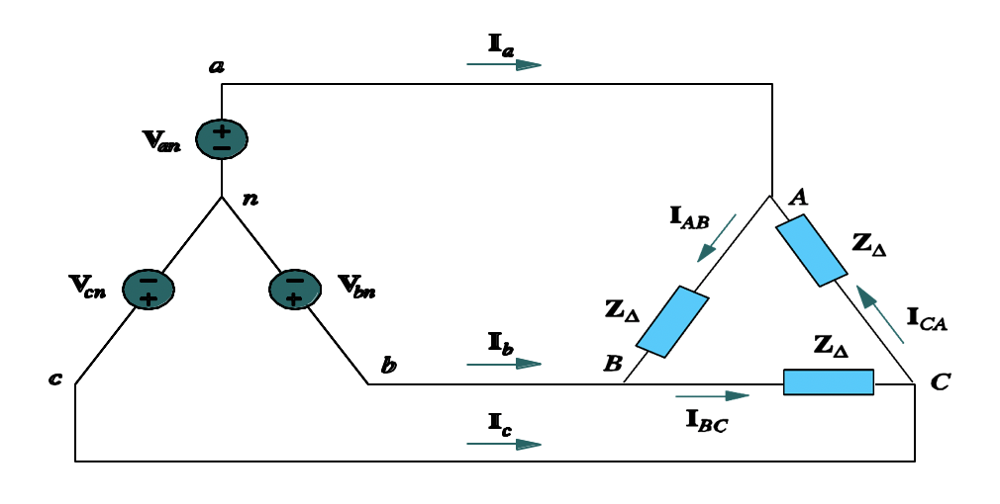 I_a
a
+
−
V_an
n
A
I_AB
Z_Δ
V_cn
−
+
−
+
V_bn
Z_Δ
I_CA
I_b
B
Z_Δ
c
b
C
I_BC
I_c